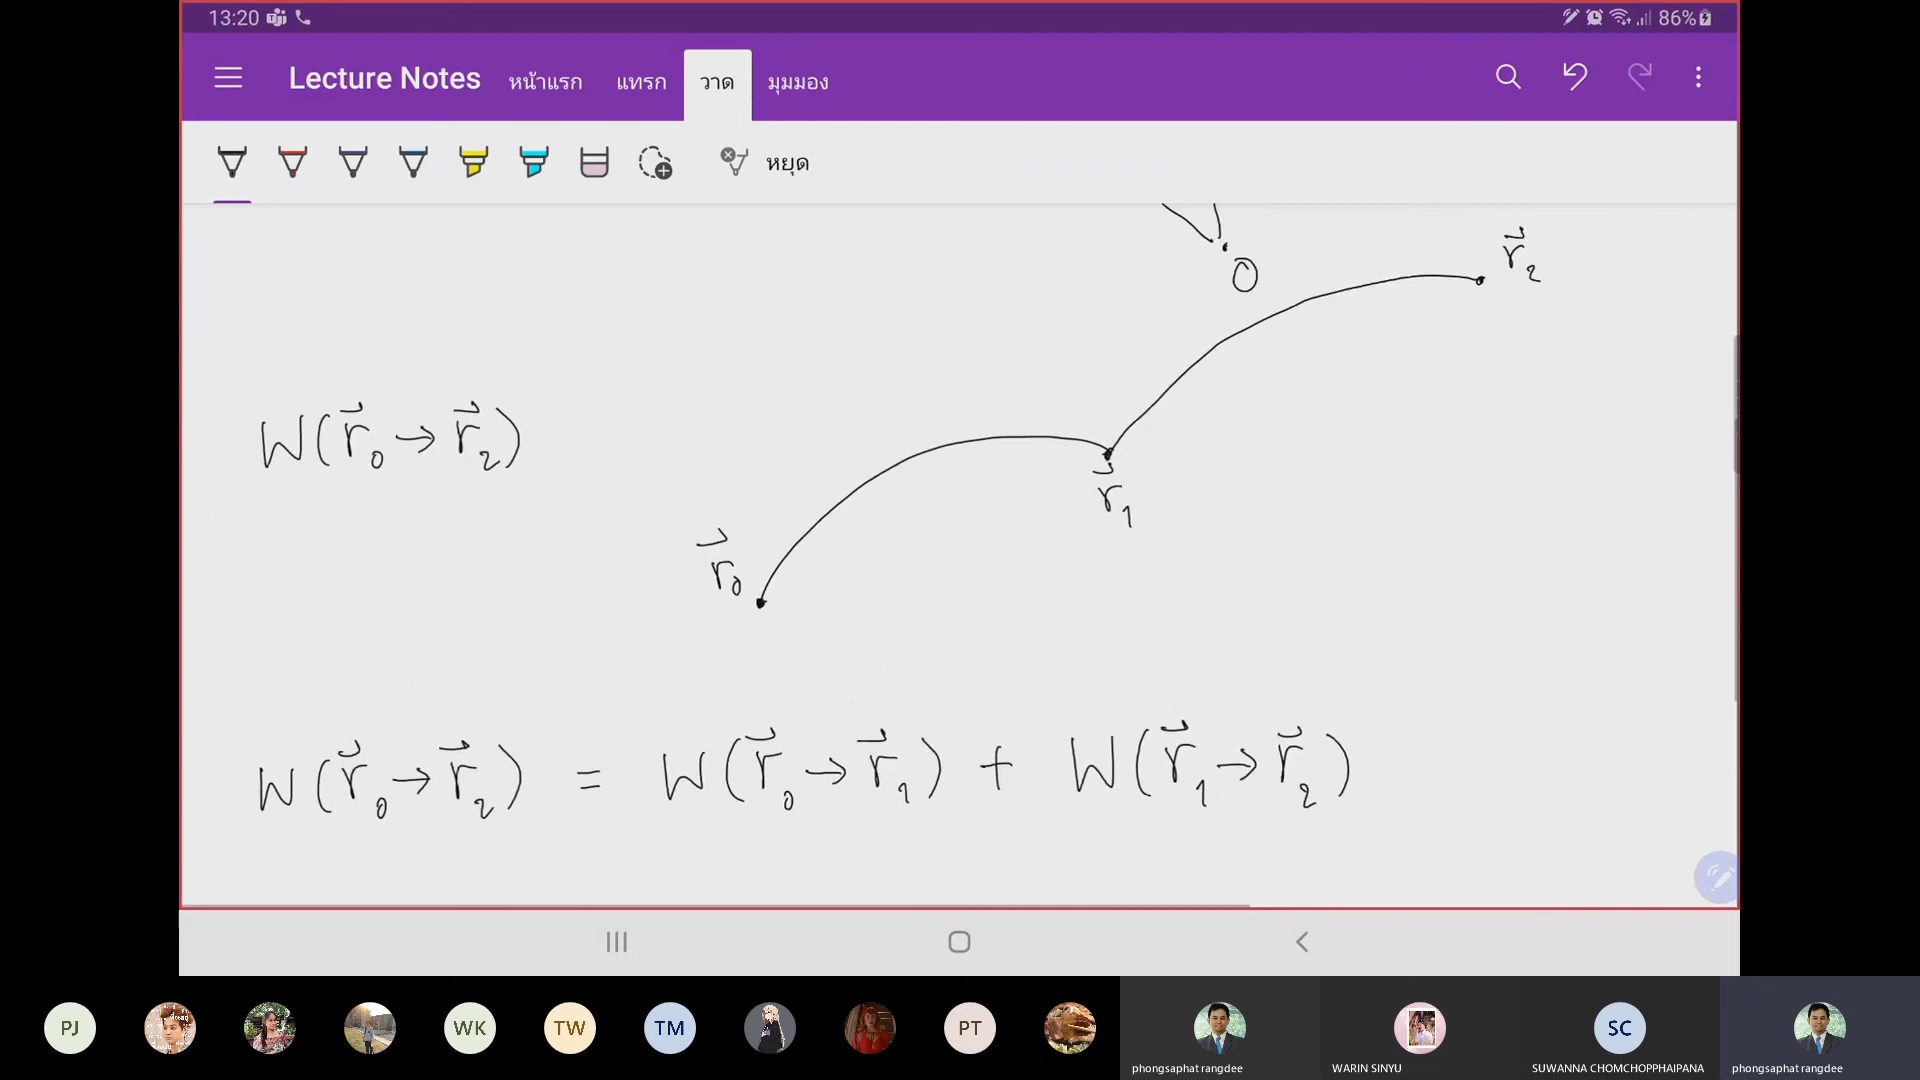 13:20 86%
Lecture Notes หน้าแรก แทรก วาด มุมมอง
หยุด
O
r⃗₂
W(r⃗₀→r⃗₂)
r⃗₁
r⃗₀
W(r⃗₀→r⃗₂) = W(r⃗₀→r⃗₁) + W(r⃗₁→r⃗₂)
PJ WK TW TM PT SC
phongsaphat rangdee WARIN SINYU SUWANNA CHOMCHOPPHAIPANA phongsaphat rangdee